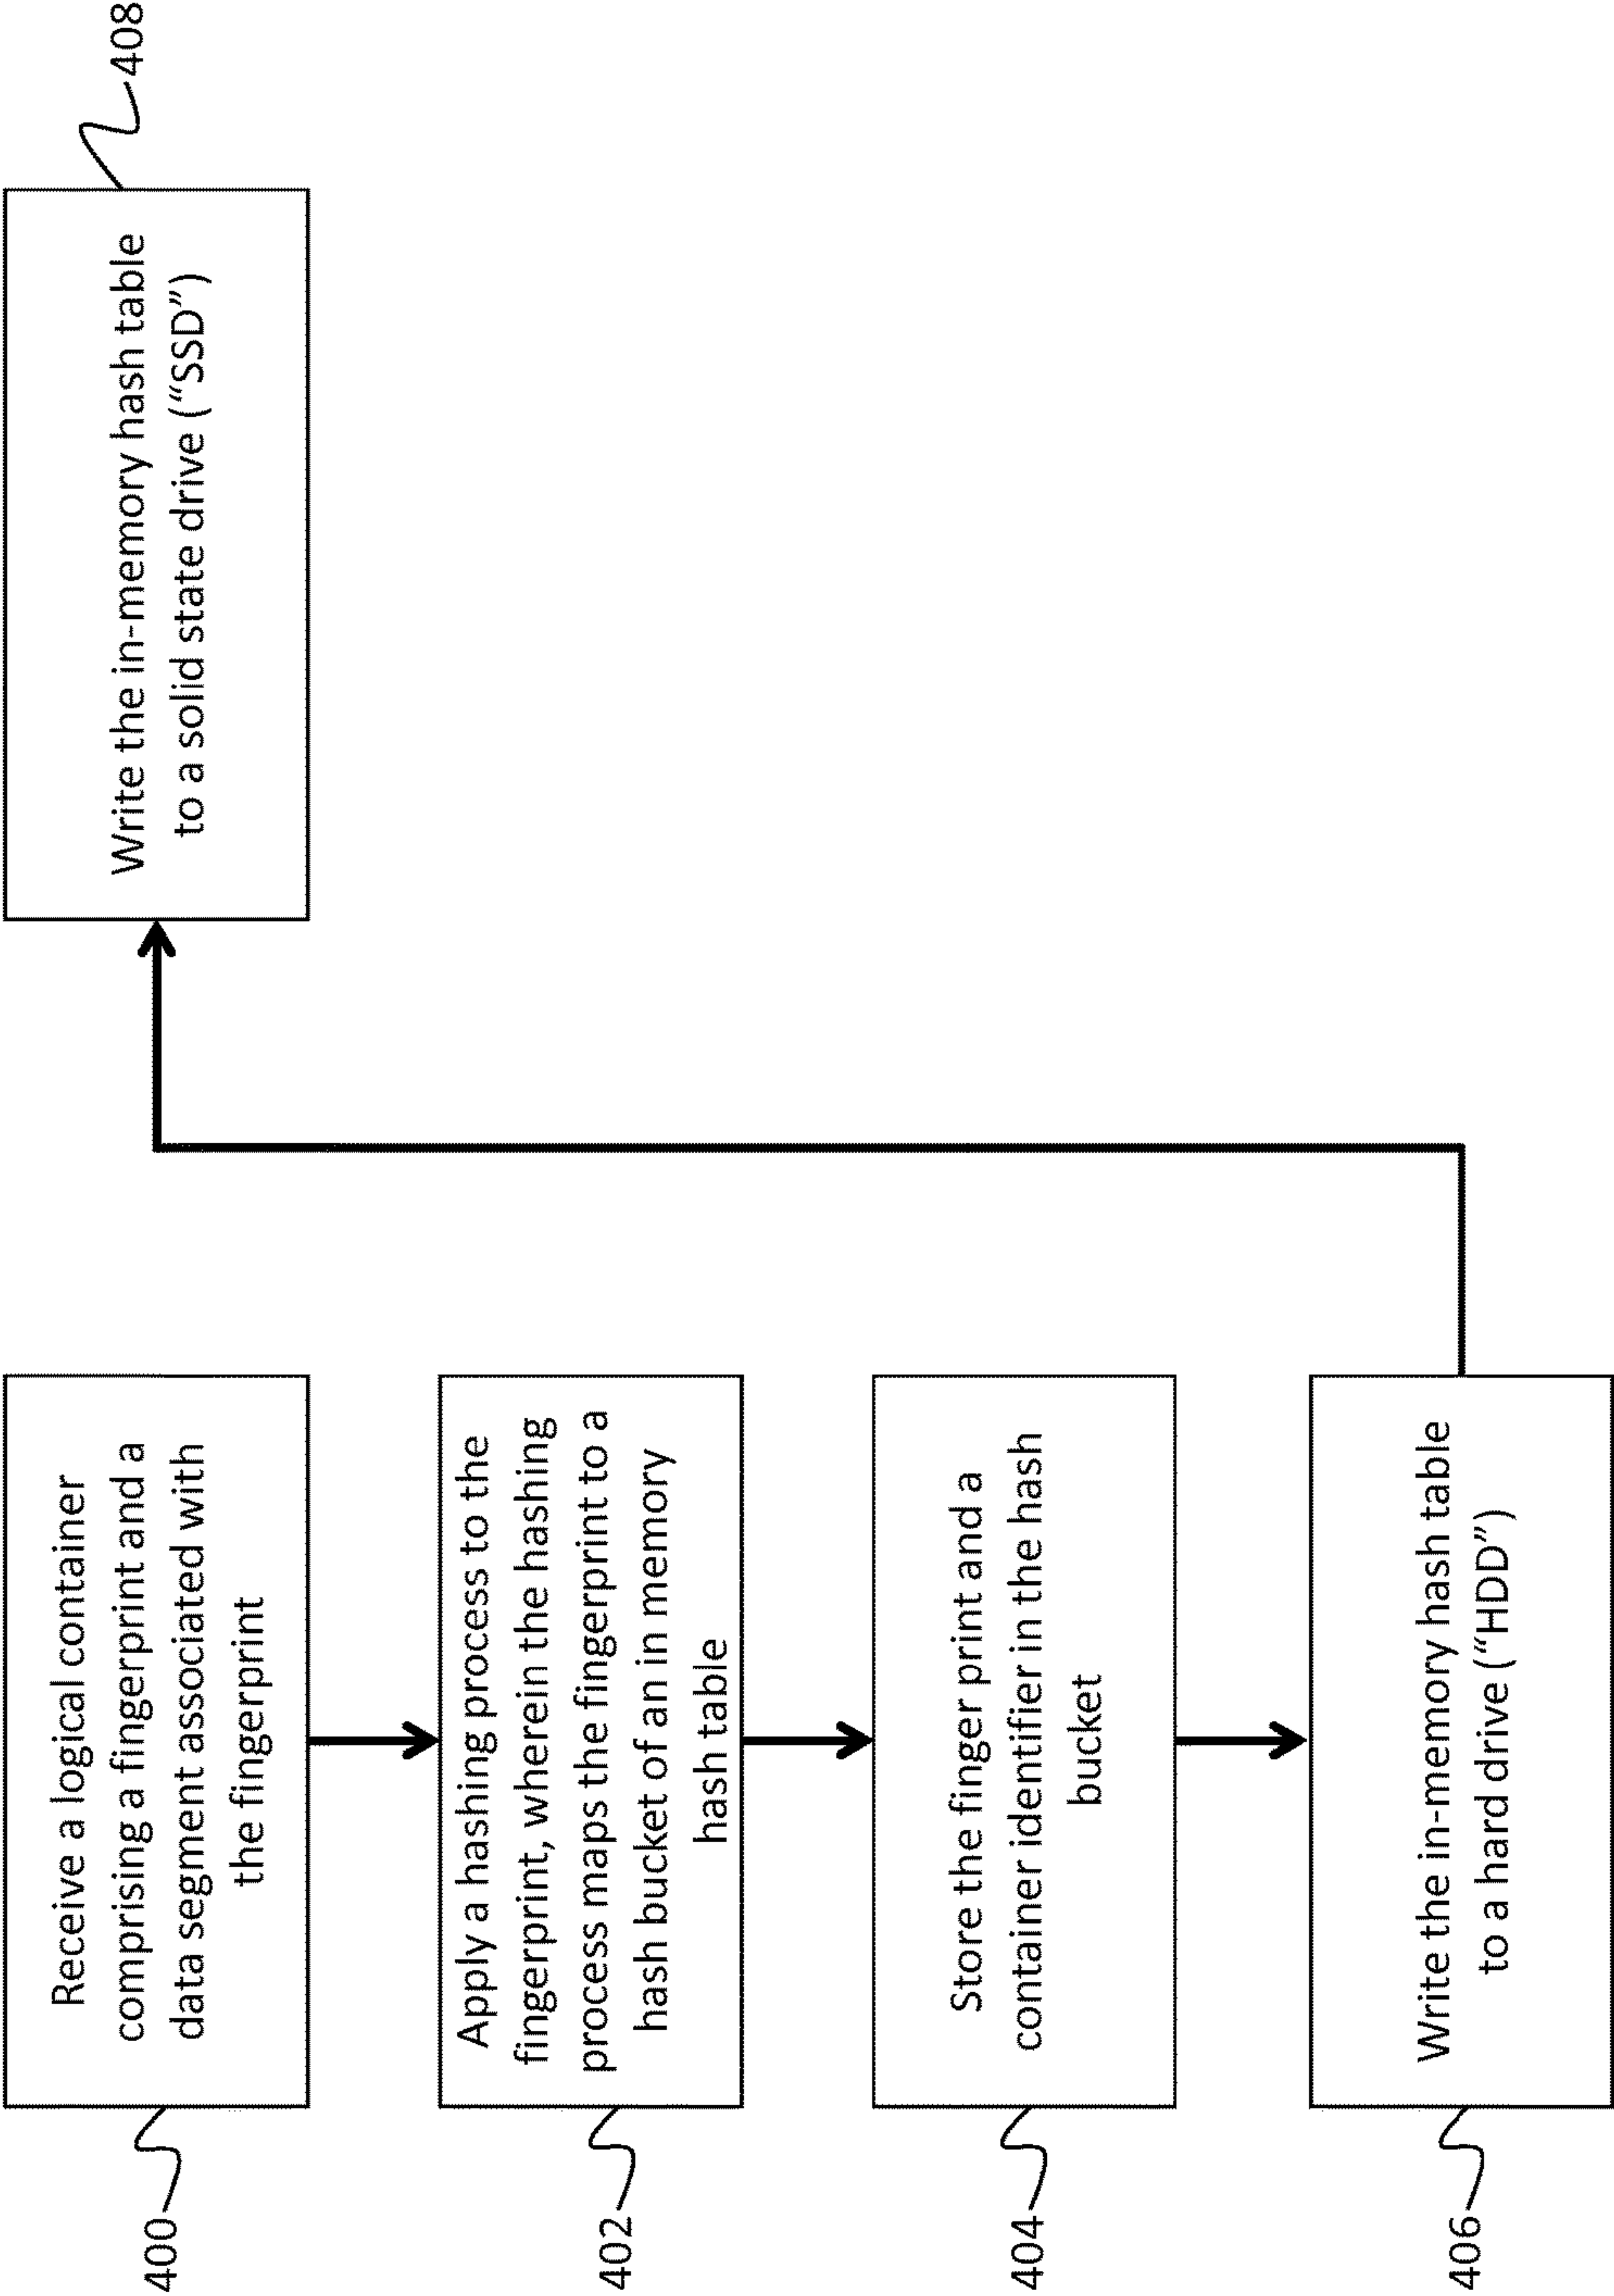 400
Receive a logical container
comprising a fingerprint and a
data segment associated with
the fingerprint
402
Apply a hashing process to the
fingerprint, wherein the hashing
process maps the fingerprint to a
hash bucket of an in memory
hash table
404
Store the finger print and a
container identifier in the hash
bucket
406
Write the in-memory hash table
to a hard drive (“HDD”)
408
Write the in-memory hash table
to a solid state drive (“SSD”)